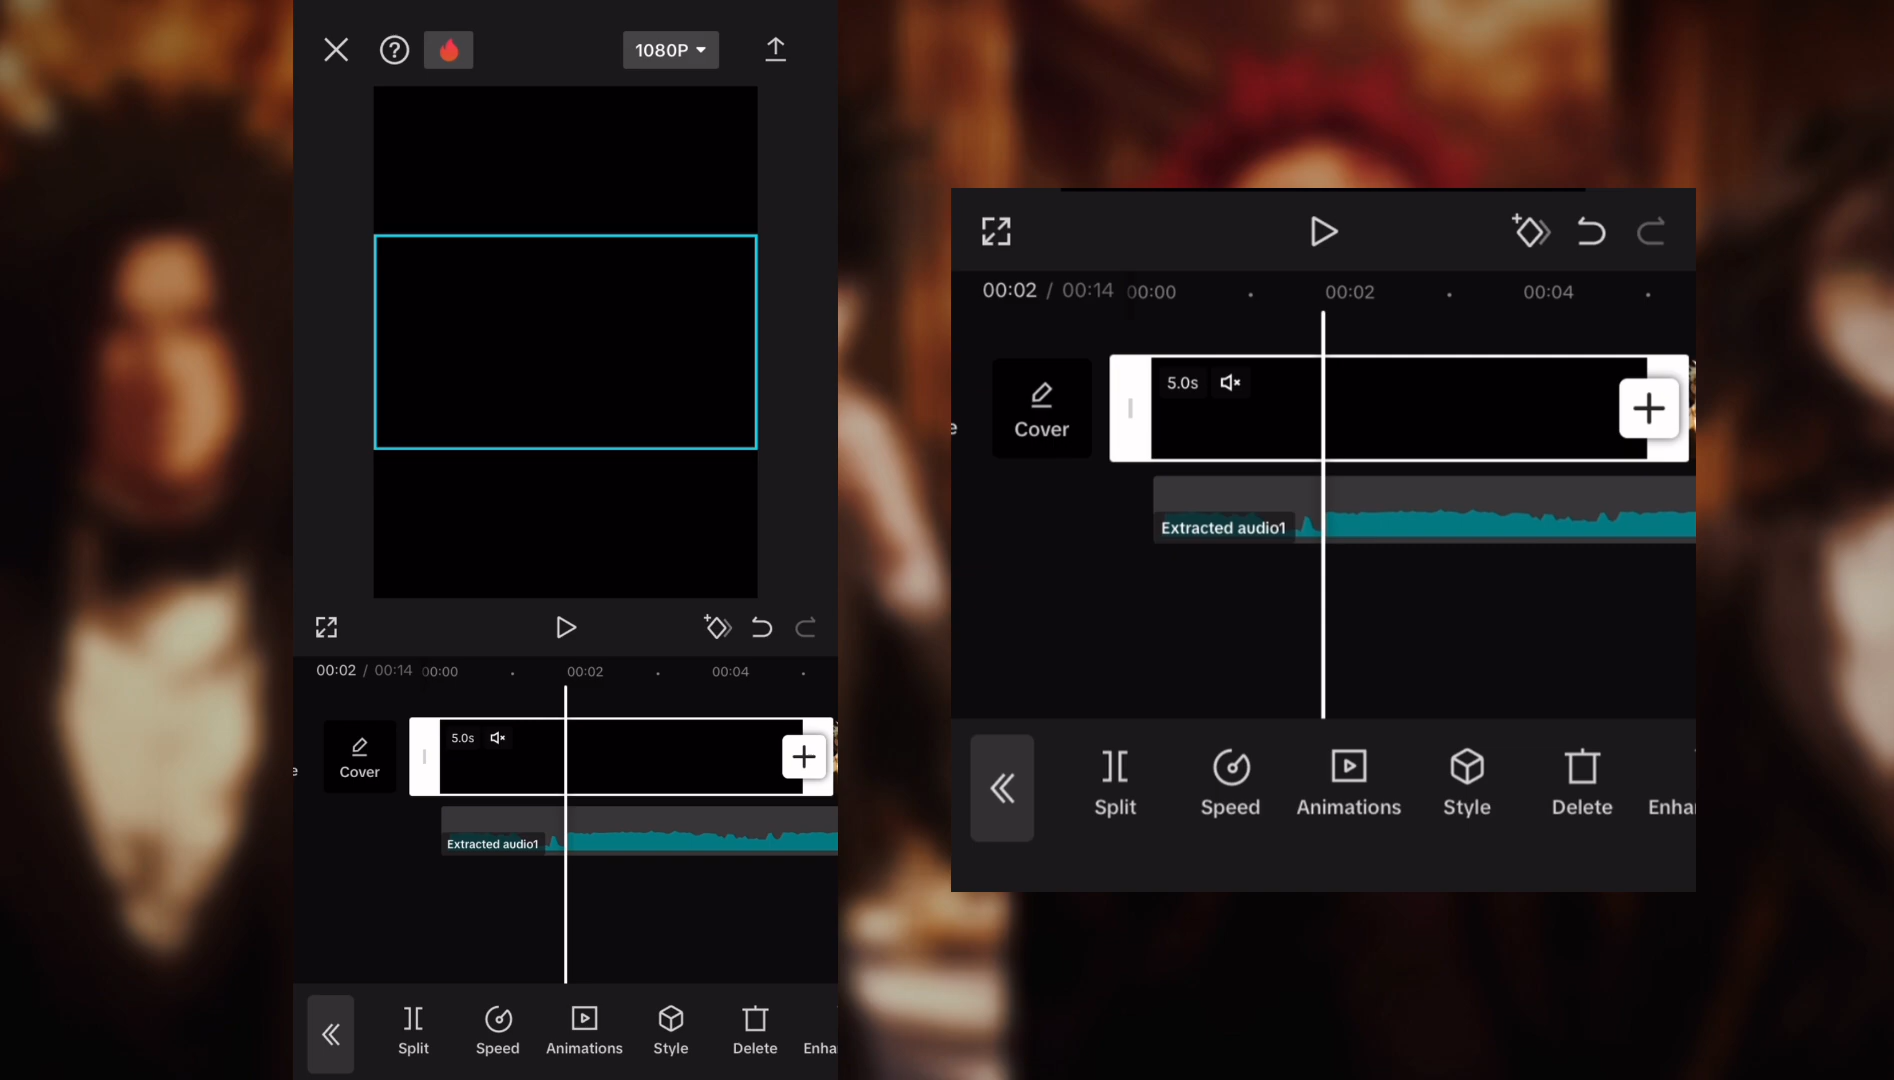 1080P
00:02 / 00:14 00:00 00:02 00:04
5.0s
Cover
Extracted audio1
Split Speed Animations Style Delete Enha
00:02 / 00:14 00:00 00:02 00:04
5.0s
Cover
Extracted audio1
Split Speed Animations Style Delete Enha